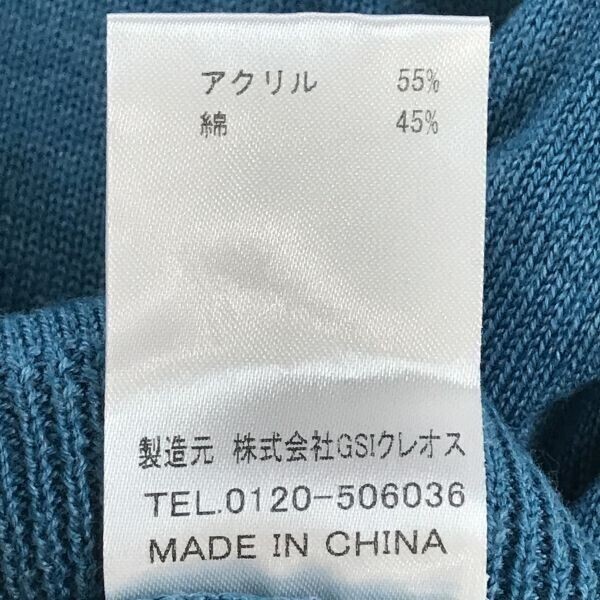 アクリル 55%
綿 45%
製造元 株式会社GSIクレオス
TEL.0120-506036
MADE IN CHINA